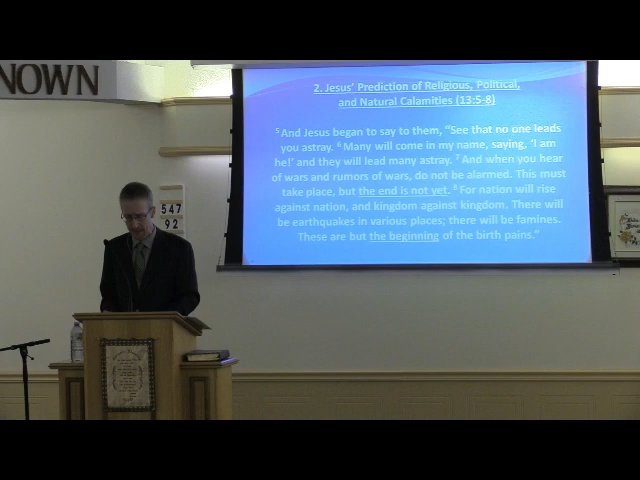 NOWN
2. Jesus' Prediction of Religious, Political,
and Natural Calamities (13:5-8)
5 And Jesus began to say to them, "See that no one leads
you astray. 6 Many will come in my name, saying, 'I am
he!' and they will lead many astray. 7 And when you hear
of wars and rumors of wars, do not be alarmed. This must
take place, but the end is not yet. 8 For nation will rise
against nation, and kingdom against kingdom. There will
be earthquakes in various places; there will be famines.
These are but the beginning of the birth pains."
547
92